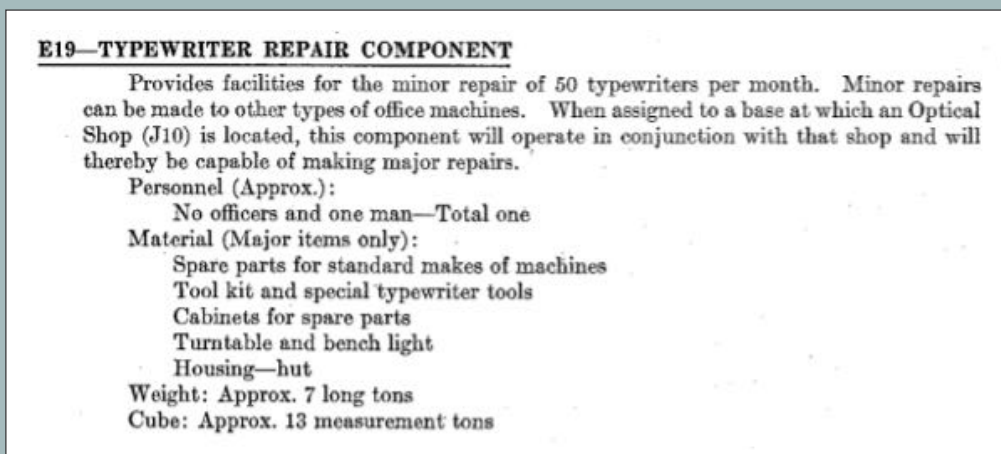 E19—TYPEWRITER REPAIR COMPONENT
Provides facilities for the minor repair of 50 typewriters per month. Minor repairs
can be made to other types of office machines. When assigned to a base at which an Optical
Shop (J10) is located, this component will operate in conjunction with that shop and will
thereby be capable of making major repairs.
Personnel (Approx.):
No officers and one man—Total one
Material (Major items only):
Spare parts for standard makes of machines
Tool kit and special typewriter tools
Cabinets for spare parts
Turntable and bench light
Housing—hut
Weight: Approx. 7 long tons
Cube: Approx. 13 measurement tons